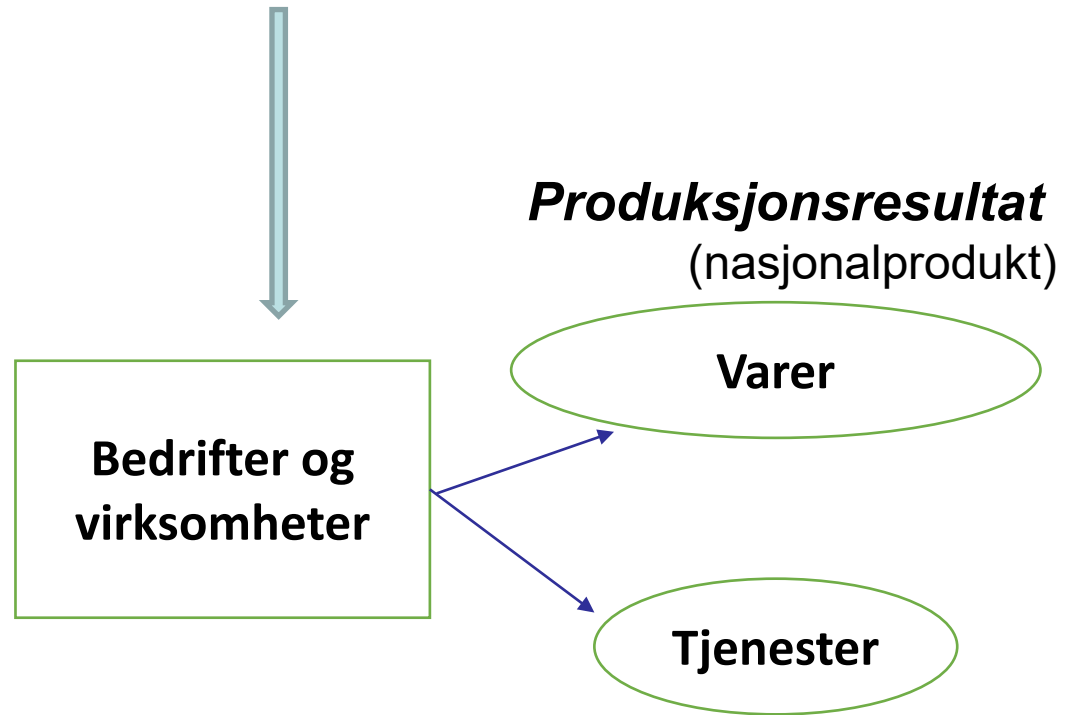 Produksjonsresultat
(nasjonalprodukt)
Varer
Bedrifter og
virksomheter
Tjenester